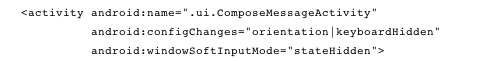 <activity android:name=".ui.ComposeMessageActivity"
android:configChanges="orientation|keyboardHidden"
android:windowSoftInputMode="stateHidden">